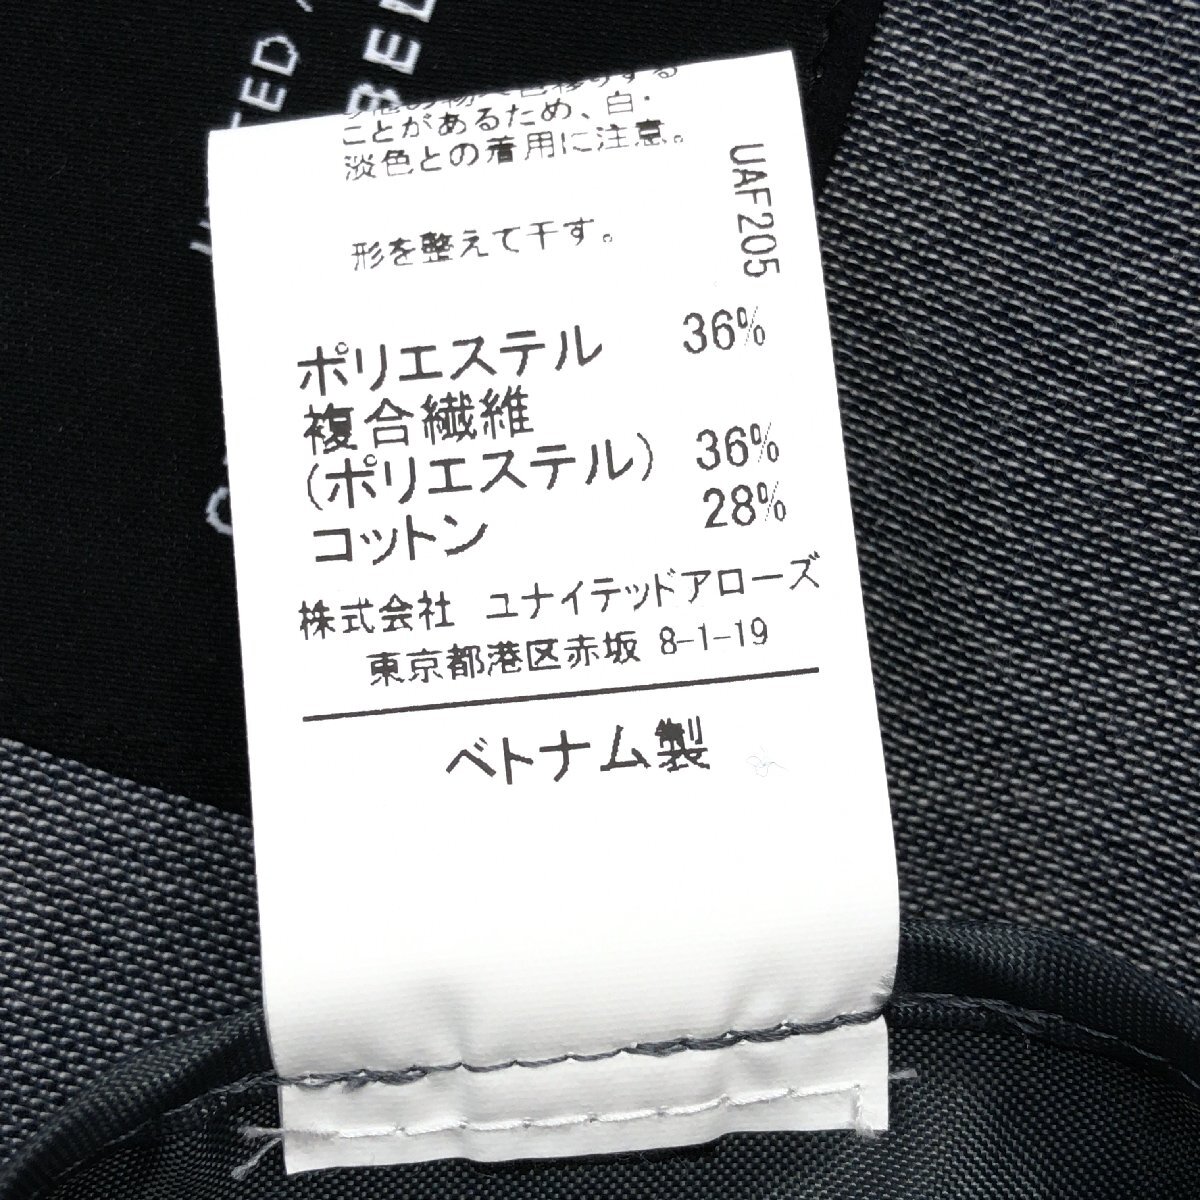 ことがあるため、白・
淡色との着用に注意。
形を整えて干す。
UAF205
ポリエステル 36%
複合繊維
(ポリエステル) 36%
コットン 28%
株式会社 ユナイテッドアローズ
東京都港区赤坂 8-1-19
ベトナム製